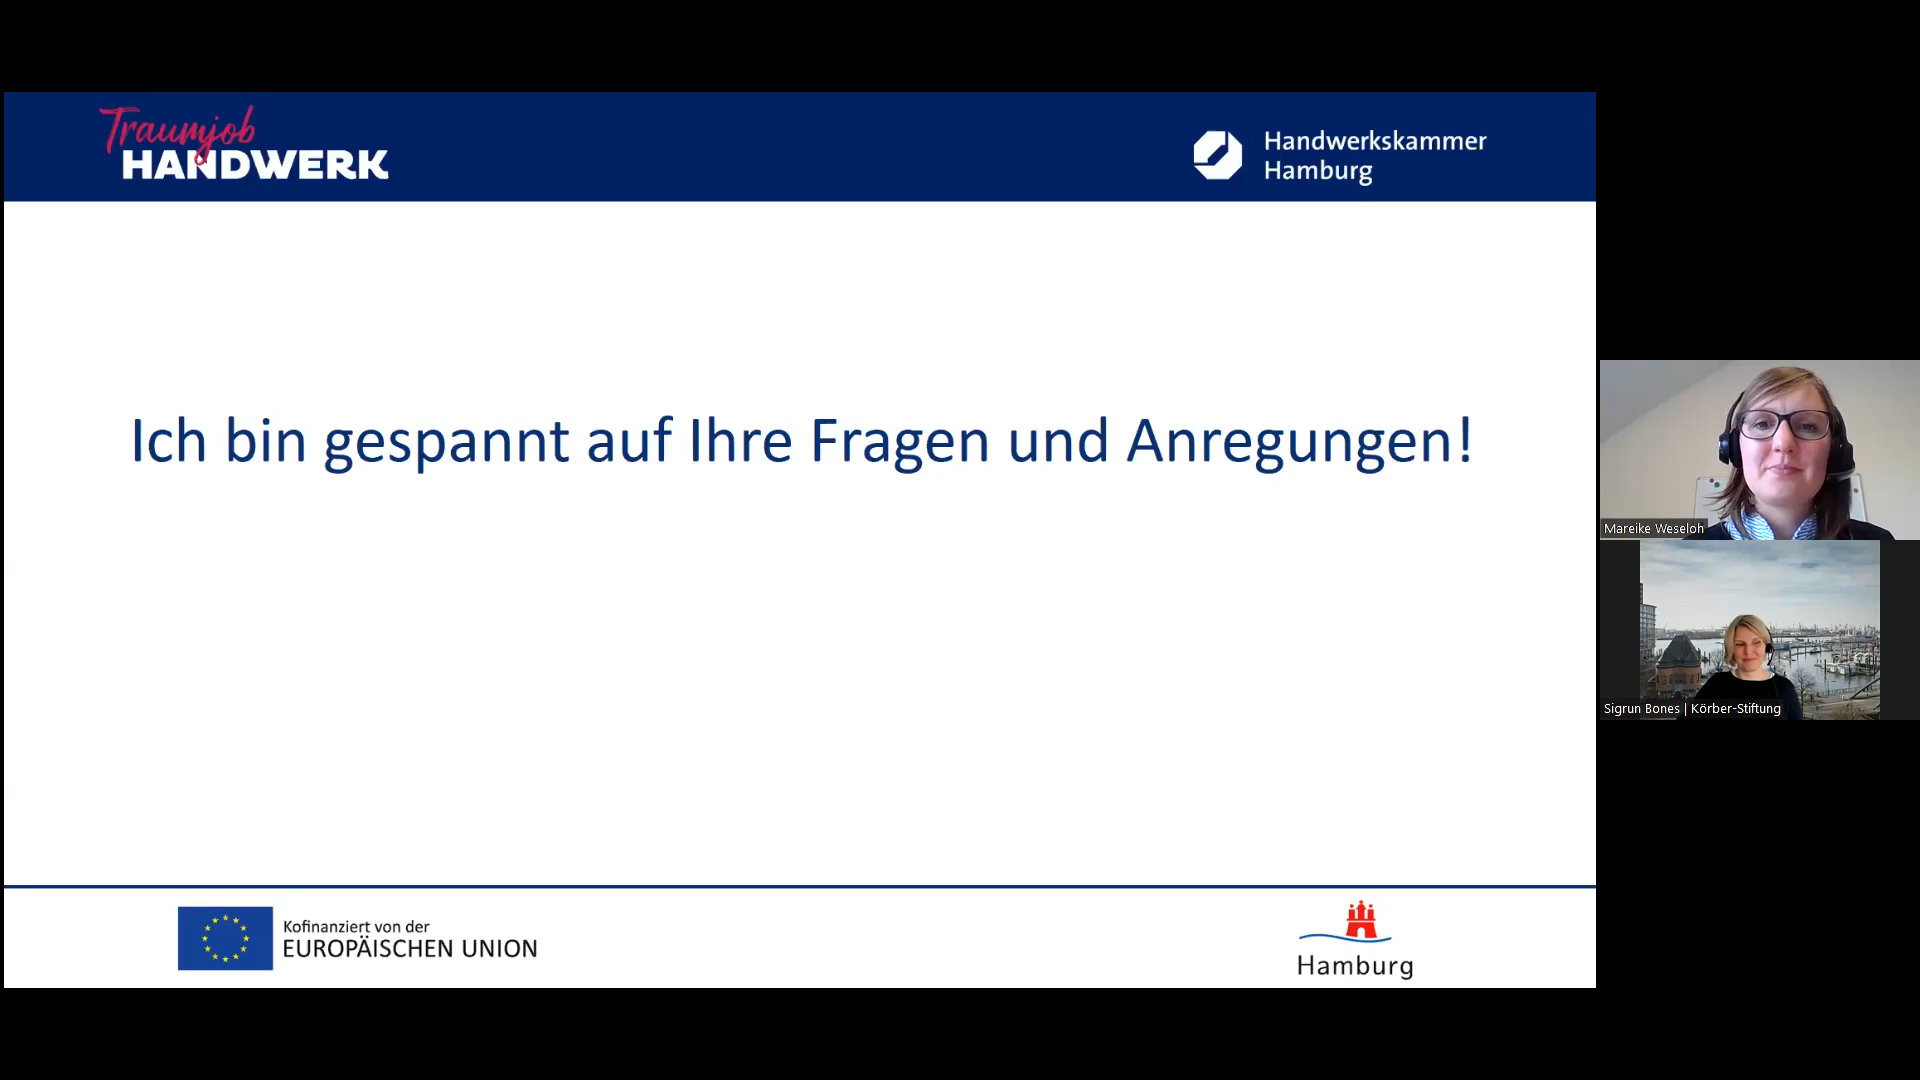 Traumjob
HANDWERK
Handwerkskammer
Hamburg
Ich bin gespannt auf Ihre Fragen und Anregungen!
Mareike Weseloh
Sigrun Bones | Körber-Stiftung
Kofinanziert von der
EUROPÄISCHEN UNION
Hamburg